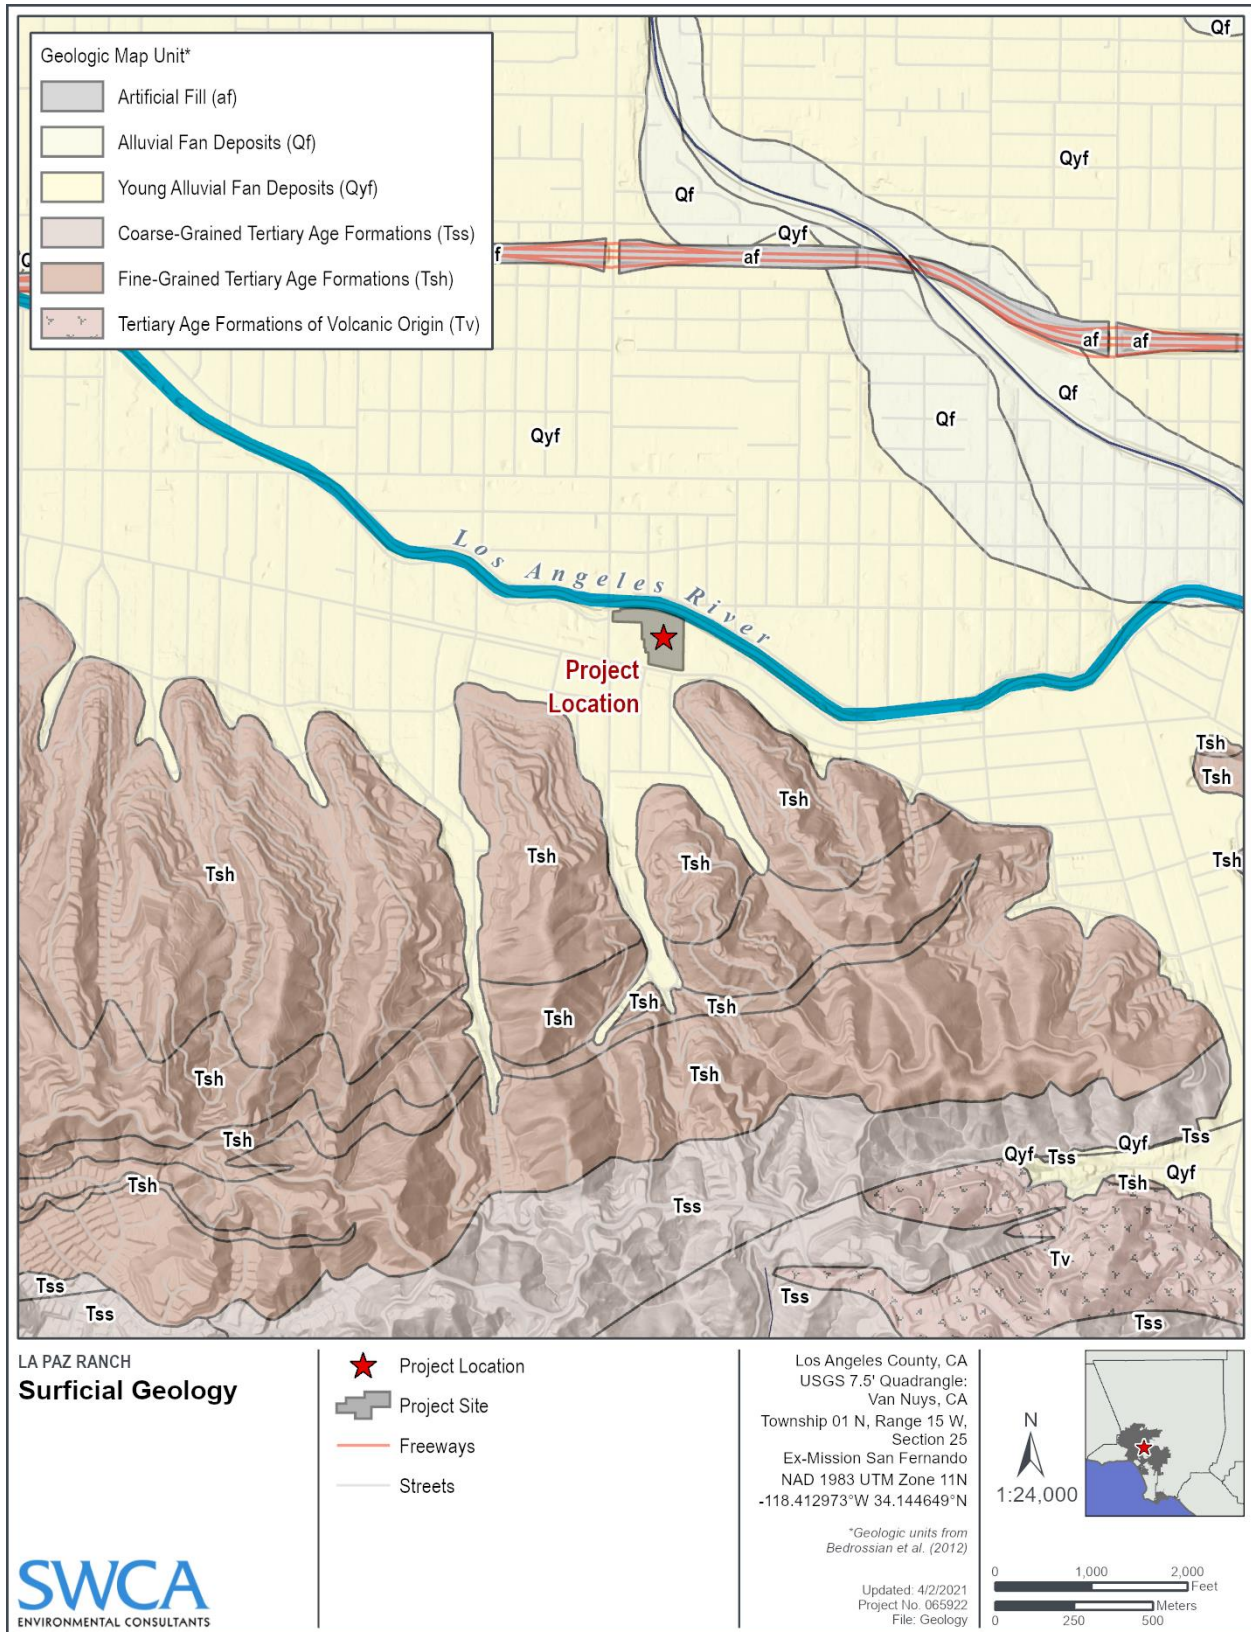 Geologic Map Unit*
Artificial Fill (af)
Alluvial Fan Deposits (Qf)
Young Alluvial Fan Deposits (Qyf)
Coarse-Grained Tertiary Age Formations (Tss)
Fine-Grained Tertiary Age Formations (Tsh)
Tertiary Age Formations of Volcanic Origin (Tv)
Qf
Qyf
Qf
Qyf
af
af
af
Qf
Qf
Qyf
Los Angeles River
Project
Location
Tsh
Tsh
Tsh
Tsh
Tsh
Tsh
Tsh
Tsh
Tsh
Tsh
Tsh
Tsh
Tsh
Tsh
Tss
Qyf
Tss
Qyf
Tss
Qyf
Tsh
Tss
Tv
Tss
Tss
Tss
Tss
LA PAZ RANCH
Surficial Geology
SWCA
ENVIRONMENTAL CONSULTANTS
Project Location
Project Site
Freeways
Streets
Los Angeles County, CA
USGS 7.5' Quadrangle:
Van Nuys, CA
Township 01 N, Range 15 W,
Section 25
Ex-Mission San Fernando
NAD 1983 UTM Zone 11N
-118.412973°W 34.144649°N
*Geologic units from
Bedrossian et al. (2012)
Updated: 4/2/2021
Project No. 065922
File: Geology
N
1:24,000
0 1,000 2,000
Feet
Meters
0 250 500